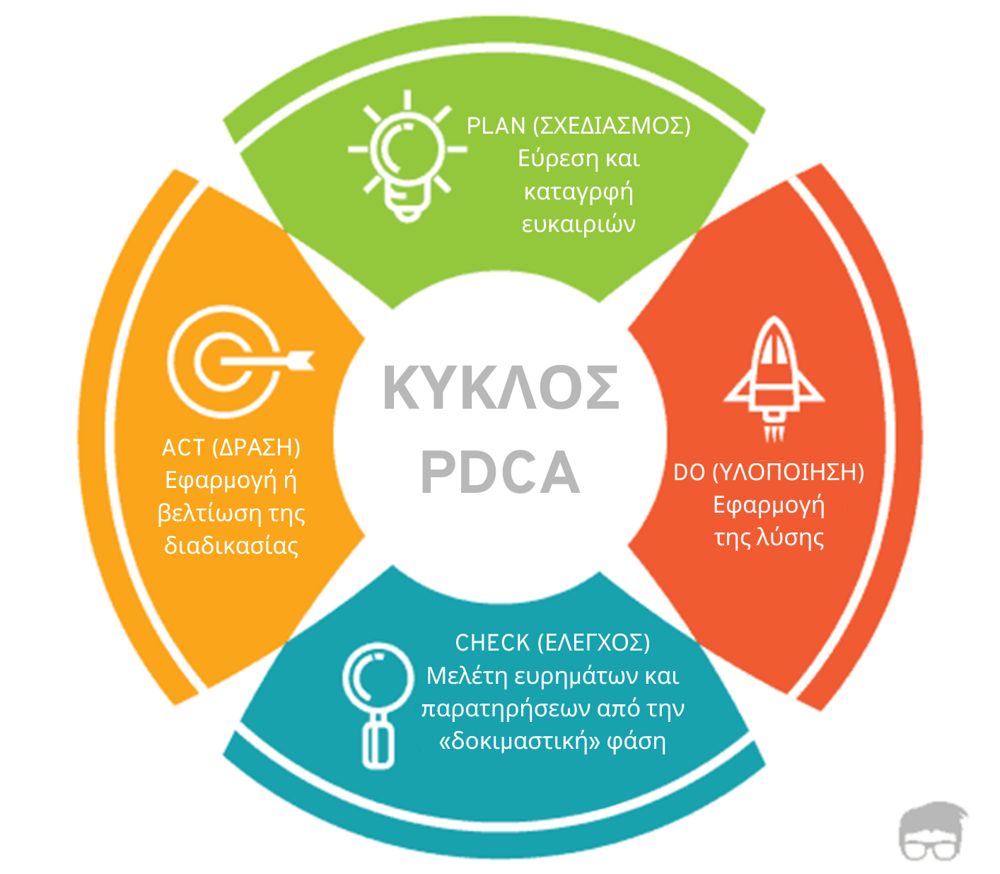 PLAN (ΣΧΕΔΙΑΣΜΟΣ)
Εύρεση και
καταγρφή
ευκαιριών
DO (ΥΛΟΠΟΙΗΣΗ)
Εφαρμογή
της λύσης
CHECK (ΕΛΕΓΧΟΣ)
Μελέτη ευρημάτων και
παρατηρήσεων από την
«δοκιμαστική» φάση
ACT (ΔΡΑΣΗ)
Εφαρμογή ή
βελτίωση της
διαδικασίας
ΚΥΚΛΟΣ
PDCA